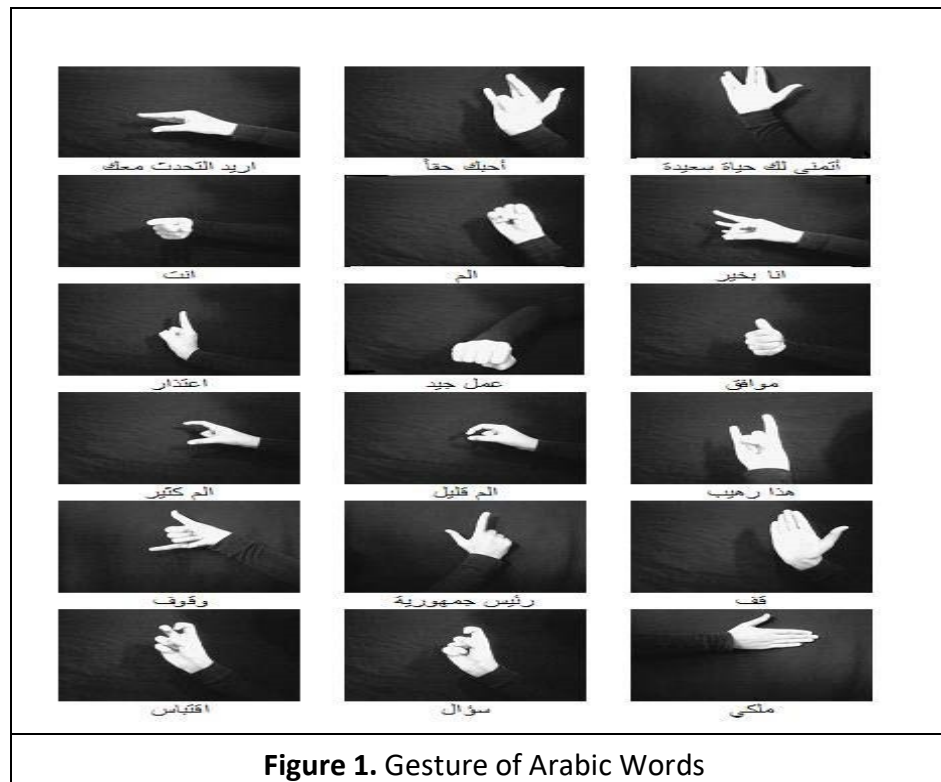 أتمنى لك حياة سعيدة
أحبك حقاً
اريد التحدث معك
انا بخير
الم
انت
موافق
عمل جيد
اعتذار
هذا رهيب
الم قليل
الم كثير
قف
رئيس جمهورية
وقوف
ملكي
سؤال
اقتباس
Figure 1. Gesture of Arabic Words